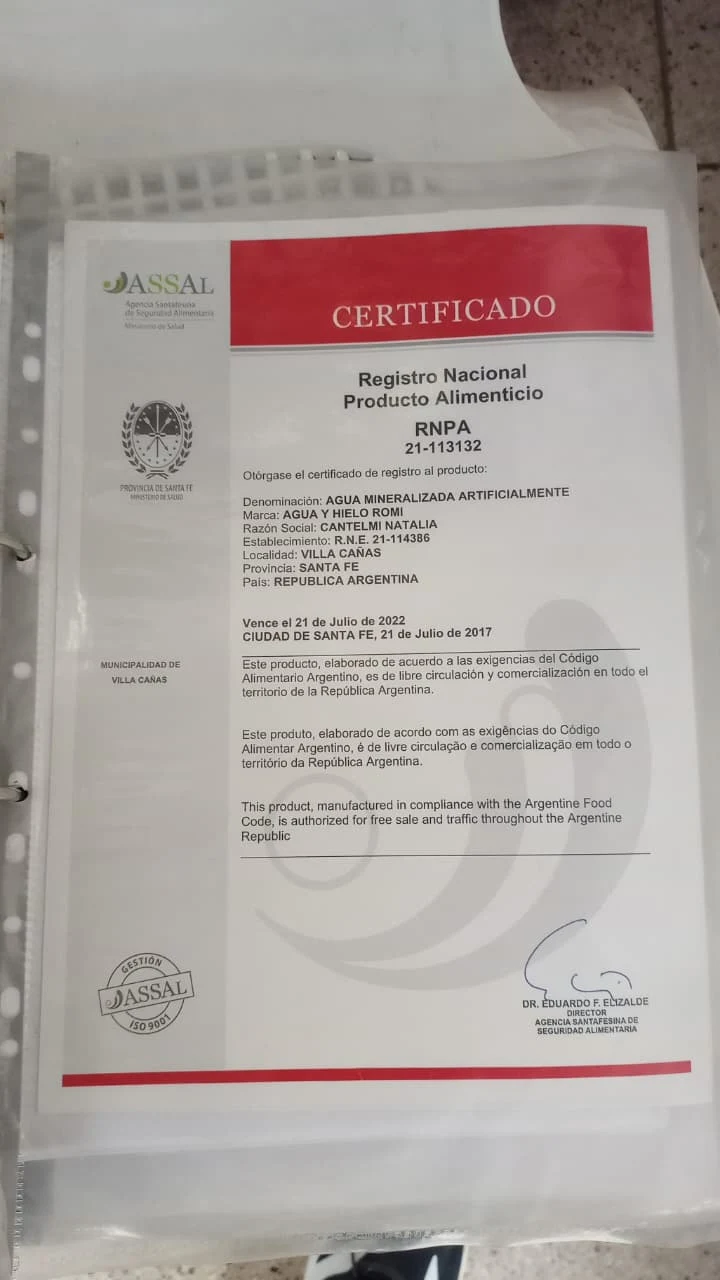 ASSAL
Agencia Santafesina
de Seguridad Alimentaria
Ministerio de Salud
CERTIFICADO
PROVINCIA DE SANTA FE
MINISTERIO DE SALUD
Registro Nacional
Producto Alimenticio
RNPA
21-113132
Otórgase el certificado de registro al producto:
Denominación: AGUA MINERALIZADA ARTIFICIALMENTE
Marca: AGUA Y HIELO ROMI
Razón Social: CANTELMI NATALIA
Establecimiento: R.N.E. 21-114386
Localidad: VILLA CAÑAS
Provincia: SANTA FE
País: REPUBLICA ARGENTINA
Vence el 21 de Julio de 2022
CIUDAD DE SANTA FE, 21 de Julio de 2017
MUNICIPALIDAD DE
VILLA CAÑAS
Este producto, elaborado de acuerdo a las exigencias del Código
Alimentario Argentino, es de libre circulación y comercialización en todo el
territorio de la República Argentina.
Este produto, elaborado de acordo com as exigências do Código
Alimentar Argentino, é de livre circulação e comercialização em todo o
território da República Argentina.
This product, manufactured in compliance with the Argentine Food
Code, is authorized for free sale and traffic throughout the Argentine
Republic
GESTIÓN
ASSAL
ISO 9001
DR. EDUARDO F. ELIZALDE
DIRECTOR
AGENCIA SANTAFESINA DE
SEGURIDAD ALIMENTARIA